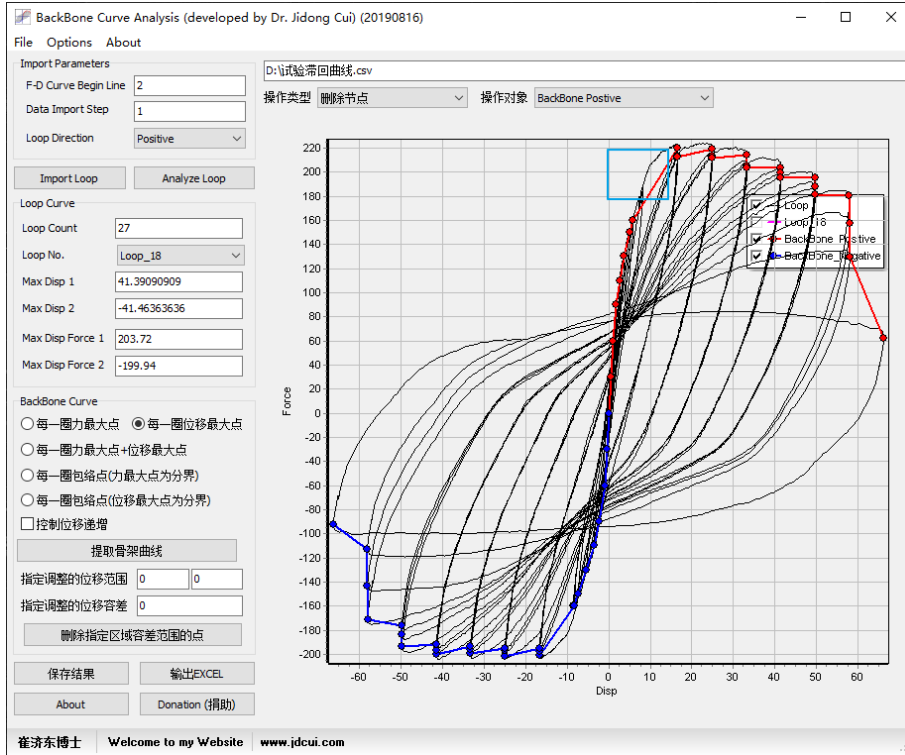 BackBone Curve Analysis (developed by Dr. Jidong Cui) (20190816)
File Options About
Import Parameters
F-D Curve Begin Line 2
Data Import Step 1
Loop Direction Positive
Import Loop Analyze Loop
Loop Curve
Loop Count 27
Loop No. Loop_18
Max Disp 1 41.39090909
Max Disp 2 -41.46363636
Max Disp Force 1 203.72
Max Disp Force 2 -199.94
BackBone Curve
每一圈力最大点 每一圈位移最大点
每一圈力最大点+位移最大点
每一圈包络点(力最大点为分界)
每一圈包络点(位移最大点为分界)
控制位移递增
提取骨架曲线
指定调整的位移范围 0 0
指定调整的位移容差 0
删除指定区域容差范围的点
保存结果 输出EXCEL
About Donation (捐助)
D:\试验滞回曲线.csv
操作类型 删除节点 操作对象 BackBone Postive
220
200
180
160
140
120
100
80
60
40
20
0
-20
-40
-60
-80
-100
-120
-140
-160
-180
-200
Force
Loop
Loop_18
BackBone_Postive
BackBone_Negative
-60 -50 -40 -30 -20 -10 0 10 20 30 40 50 60
Disp
崔济东博士 Welcome to my Website www.jdcui.com